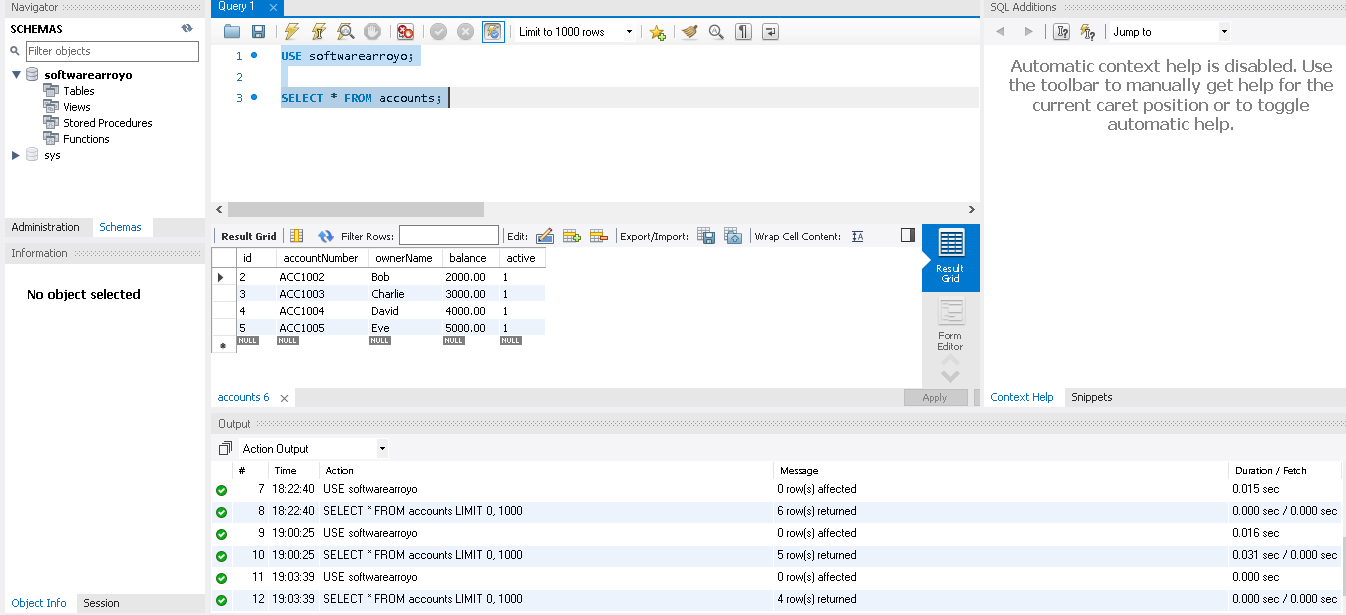 Navigator
SCHEMAS
Filter objects
softwarearroyo
Tables
Views
Stored Procedures
Functions
sys
Administration Schemas
Information
No object selected
Object Info Session
Query 1
Limit to 1000 rows
1 USE softwarearroyo;
2
3 SELECT * FROM accounts;
Result Grid Filter Rows: Edit: Export/Import: Wrap Cell Content:
id accountNumber ownerName balance active
2 ACC1002 Bob 2000.00 1
3 ACC1003 Charlie 3000.00 1
4 ACC1004 David 4000.00 1
5 ACC1005 Eve 5000.00 1
NULL NULL NULL NULL NULL
Result
Grid
Form
Editor
accounts 6 Apply
SQL Additions
Jump to
Automatic context help is disabled. Use
the toolbar to manually get help for the
current caret position or to toggle
automatic help.
Context Help Snippets
Output
Action Output
# Time Action Message Duration / Fetch
7 18:22:40 USE softwarearroyo 0 row(s) affected 0.015 sec
8 18:22:40 SELECT * FROM accounts LIMIT 0, 1000 6 row(s) returned 0.000 sec / 0.000 sec
9 19:00:25 USE softwarearroyo 0 row(s) affected 0.016 sec
10 19:00:25 SELECT * FROM accounts LIMIT 0, 1000 5 row(s) returned 0.031 sec / 0.000 sec
11 19:03:39 USE softwarearroyo 0 row(s) affected 0.000 sec
12 19:03:39 SELECT * FROM accounts LIMIT 0, 1000 4 row(s) returned 0.000 sec / 0.000 sec